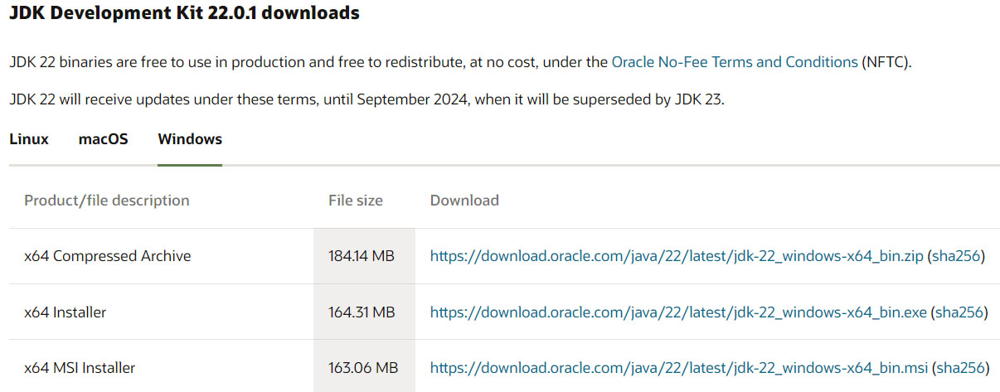 JDK Development Kit 22.0.1 downloads
JDK 22 binaries are free to use in production and free to redistribute, at no cost, under the Oracle No-Fee Terms and Conditions (NFTC).
JDK 22 will receive updates under these terms, until September 2024, when it will be superseded by JDK 23.
Linux macOS Windows
Product/file description File size Download
x64 Compressed Archive 184.14 MB https://download.oracle.com/java/22/latest/jdk-22_windows-x64_bin.zip (sha256)
x64 Installer 164.31 MB https://download.oracle.com/java/22/latest/jdk-22_windows-x64_bin.exe (sha256)
x64 MSI Installer 163.06 MB https://download.oracle.com/java/22/latest/jdk-22_windows-x64_bin.msi (sha256)